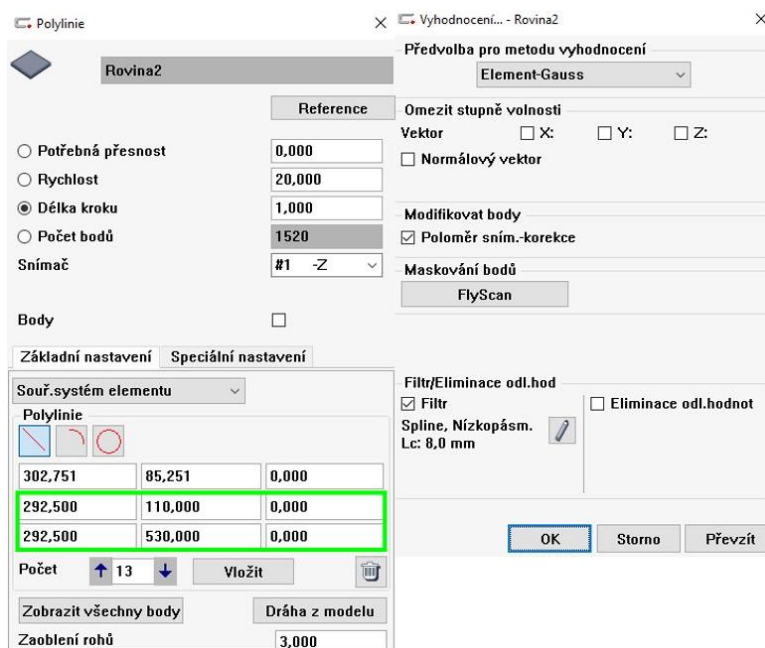 Polylinie
Rovina2
Reference
Potřebná přesnost 0,000
Rychlost 20,000
Délka kroku 1,000
Počet bodů 1520
Snímač #1 -Z
Body
Základní nastavení Speciální nastavení
Souř.systém elementu
Polylinie
302,751 85,251 0,000
292,500 110,000 0,000
292,500 530,000 0,000
Počet 13 Vložit
Zobrazit všechny body Dráha z modelu
Zaoblení rohů 3,000
Vyhodnocení... - Rovina2
Předvolba pro metodu vyhodnocení
Element-Gauss
Omezit stupně volnosti
Vektor X: Y: Z:
Normálový vektor
Modifikovat body
Poloměr sním.-korekce
Maskování bodů
FlyScan
Filtr/Eliminace odl.hod
Filtr Eliminace odl.hodnot
Spline, Nízkopásm.
Lc: 8,0 mm
OK Storno Převzít